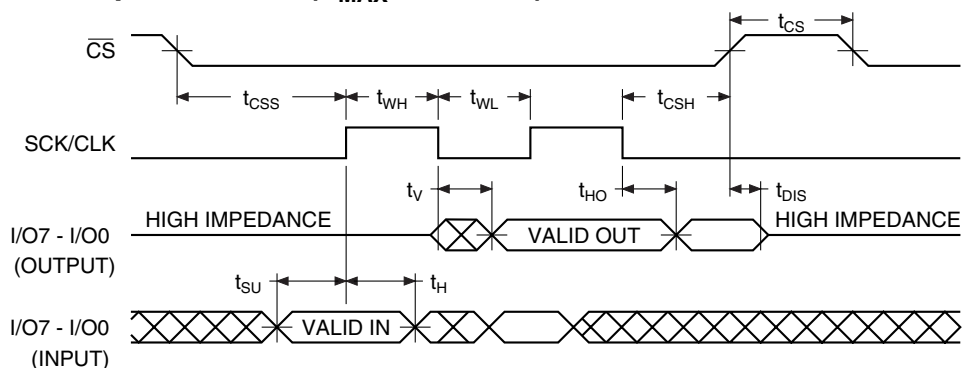 MAX
t_CS
CS
t_CSS t_WH t_WL t_CSH
SCK/CLK
t_V t_HO t_DIS
HIGH IMPEDANCE VALID OUT HIGH IMPEDANCE
I/O7 - I/O0
(OUTPUT)
t_SU t_H
I/O7 - I/O0 VALID IN
(INPUT)